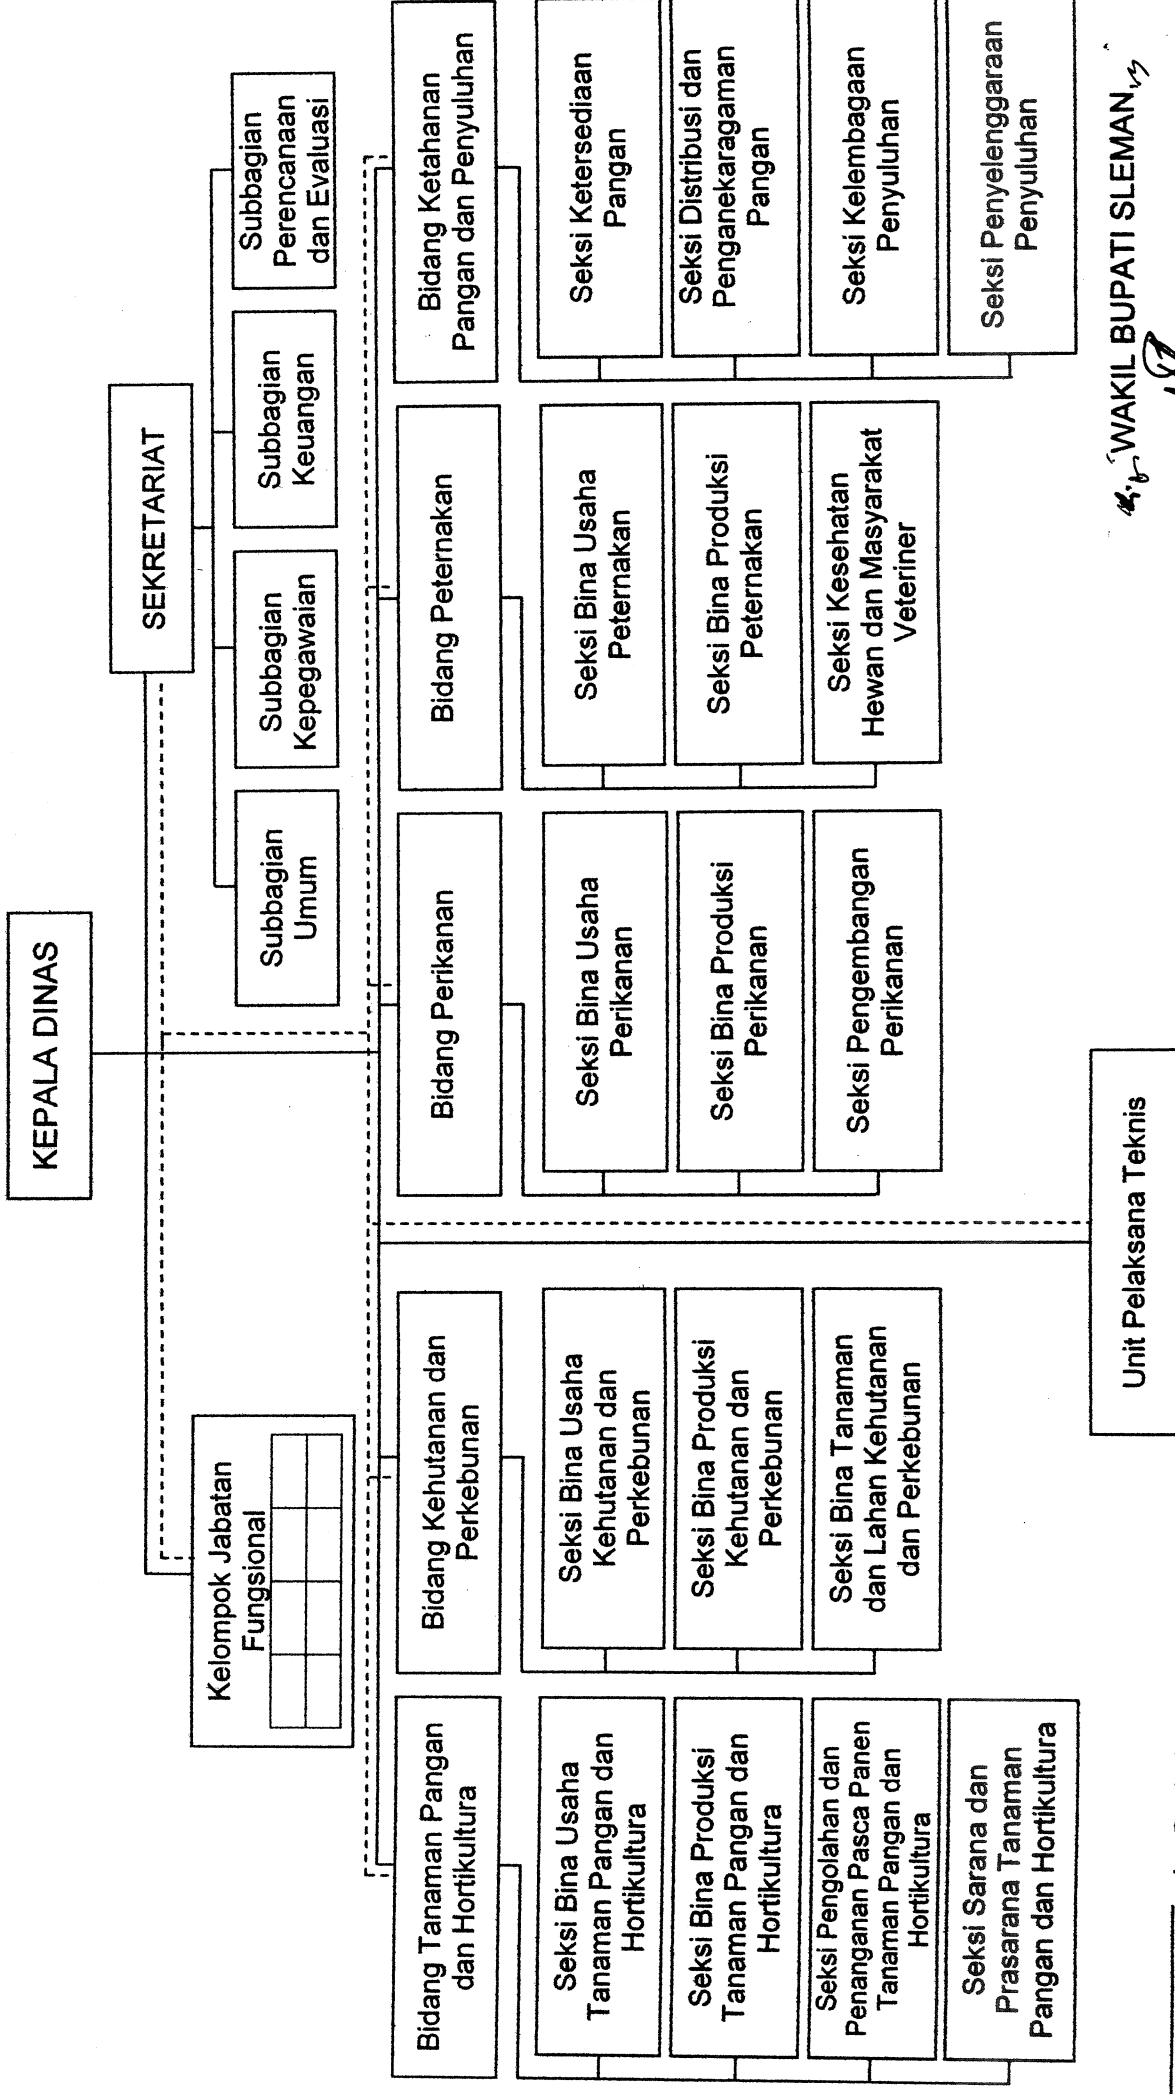 KEPALA DINAS
SEKRETARIAT
Kelompok Jabatan
Fungsional
Subbagian
Umum
Subbagian
Kepegawaian
Subbagian
Keuangan
Subbagian
Perencanaan
dan Evaluasi
Bidang Tanaman Pangan
dan Hortikultura
Bidang Kehutanan dan
Perkebunan
Bidang Perikanan
Bidang Peternakan
Bidang Ketahanan
Pangan dan Penyuluhan
Seksi Bina Usaha
Tanaman Pangan dan
Hortikultura
Seksi Bina Produksi
Tanaman Pangan dan
Hortikultura
Seksi Pengolahan dan
Penanganan Pasca Panen
Tanaman Pangan dan
Hortikultura
Seksi Sarana dan
Prasarana Tanaman
Pangan dan Hortikultura
Seksi Bina Usaha
Kehutanan dan
Perkebunan
Seksi Bina Produksi
Kehutanan dan
Perkebunan
Seksi Bina Tanaman
dan Lahan Kehutanan
dan Perkebunan
Seksi Bina Usaha
Perikanan
Seksi Bina Produksi
Perikanan
Seksi Pengembangan
Perikanan
Seksi Bina Usaha
Peternakan
Seksi Bina Produksi
Peternakan
Seksi Kesehatan
Hewan dan Masyarakat
Veteriner
Seksi Ketersediaan
Pangan
Seksi Distribusi dan
Penganekaragaman
Pangan
Seksi Kelembagaan
Penyuluhan
Seksi Penyelenggaraan
Penyuluhan
Unit Pelaksana Teknis
WAKIL BUPATI SLEMAN,